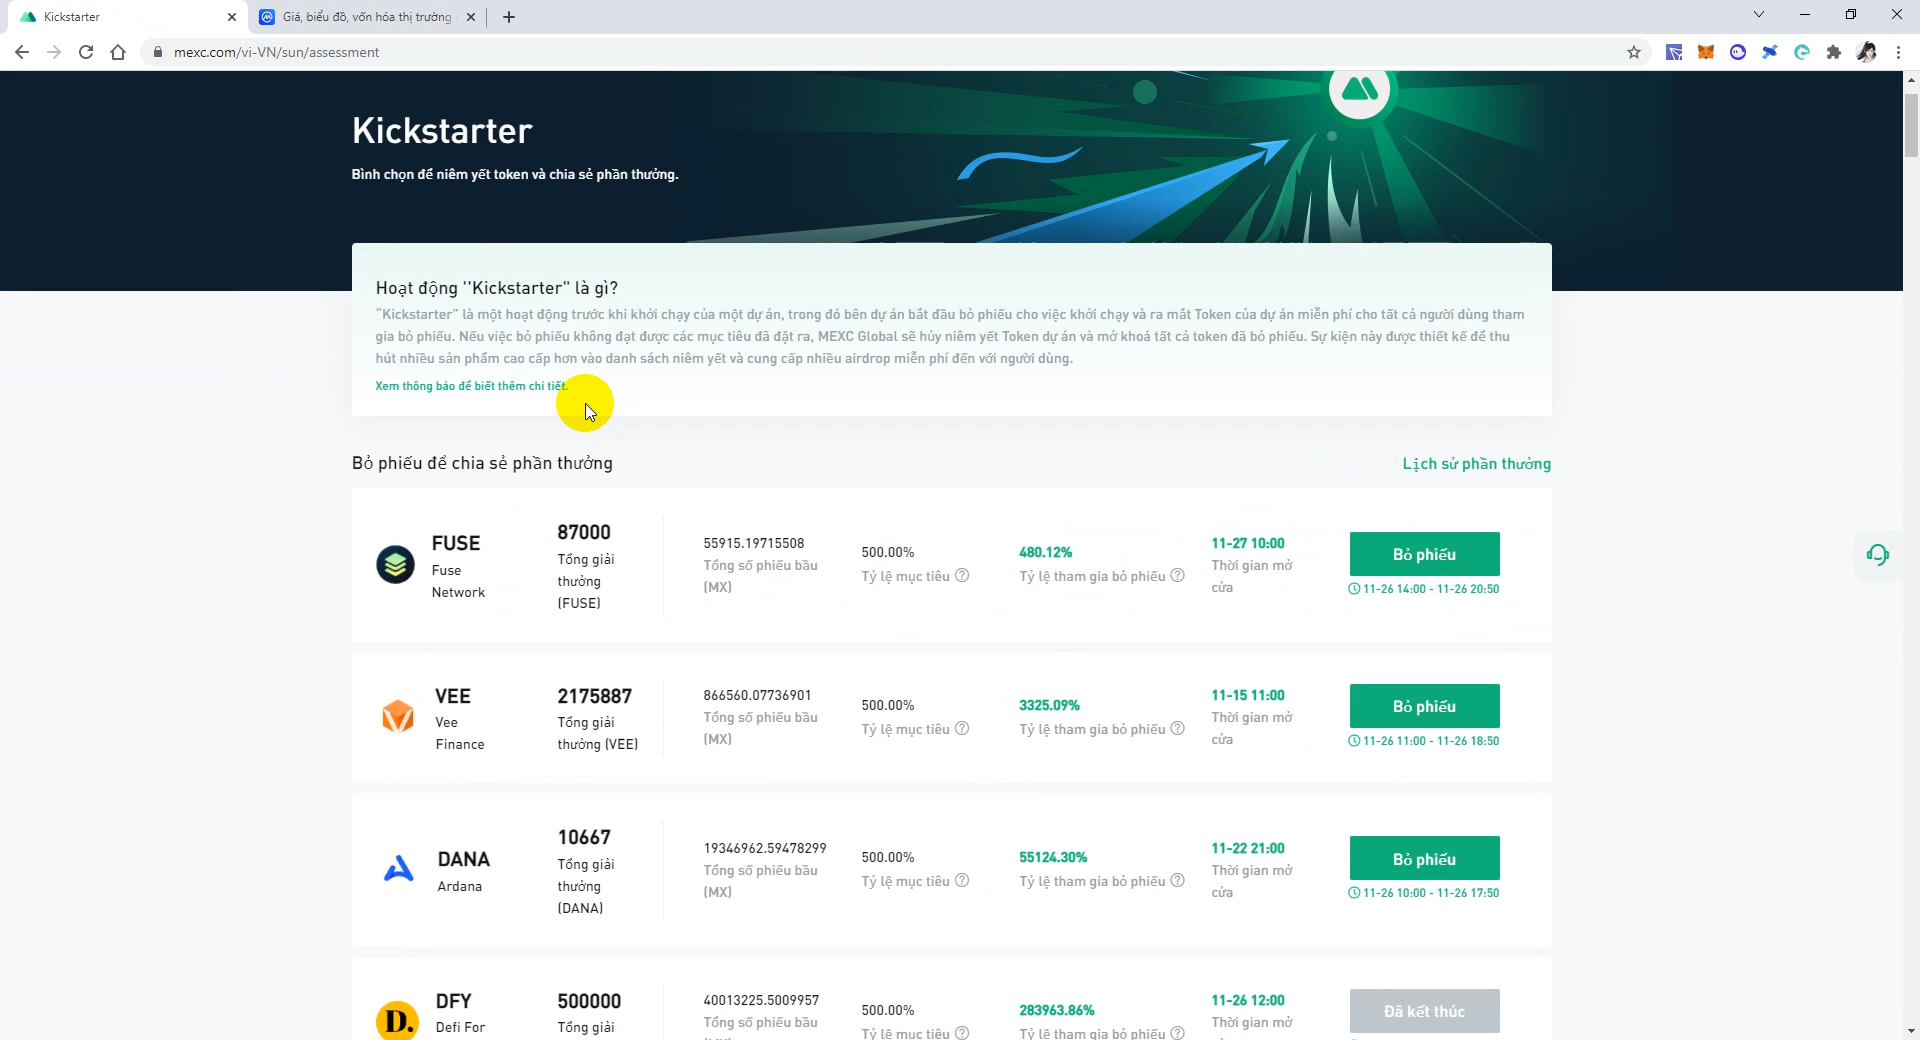 Kickstarter
Giá, biểu đồ, vốn hóa thị trường
mexc.com/vi-VN/sun/assessment
Kickstarter
Bình chọn để niêm yết token và chia sẻ phần thưởng.
Hoạt động ''Kickstarter" là gì?
"Kickstarter" là một hoạt động trước khi khởi chạy của một dự án, trong đó bên dự án bắt đầu bỏ phiếu cho việc khởi chạy và ra mắt Token của dự án miễn phí cho tất cả người dùng tham
gia bỏ phiếu. Nếu việc bỏ phiếu không đạt được các mục tiêu đã đặt ra, MEXC Global sẽ hủy niêm yết Token dự án và mở khoá tất cả token đã bỏ phiếu. Sự kiện này được thiết kế để thu
hút nhiều sản phẩm cao cấp hơn vào danh sách niêm yết và cung cấp nhiều airdrop miễn phí đến với người dùng.
Xem thông báo để biết thêm chi tiết.
Bỏ phiếu để chia sẻ phần thưởng
Lịch sử phần thưởng
FUSE
Fuse
Network
87000
Tổng giải
thưởng
(FUSE)
55915.19715508
Tổng số phiếu bầu
(MX)
500.00%
Tỷ lệ mục tiêu
480.12%
Tỷ lệ tham gia bỏ phiếu
11-27 10:00
Thời gian mở
cửa
Bỏ phiếu
11-26 14:00 - 11-26 20:50
VEE
Vee
Finance
2175887
Tổng giải
thưởng (VEE)
866560.07736901
Tổng số phiếu bầu
(MX)
500.00%
Tỷ lệ mục tiêu
3325.09%
Tỷ lệ tham gia bỏ phiếu
11-15 11:00
Thời gian mở
cửa
Bỏ phiếu
11-26 11:00 - 11-26 18:50
DANA
Ardana
10667
Tổng giải
thưởng
(DANA)
19346962.59478299
Tổng số phiếu bầu
(MX)
500.00%
Tỷ lệ mục tiêu
55124.30%
Tỷ lệ tham gia bỏ phiếu
11-22 21:00
Thời gian mở
cửa
Bỏ phiếu
11-26 10:00 - 11-26 17:50
D.
DFY
Defi For
500000
Tổng giải
40013225.5009957
Tổng số phiếu bầu
500.00%
Tỷ lệ mục tiêu
283963.86%
Tỷ lệ tham gia bỏ phiếu
11-26 12:00
Thời gian mở
Đã kết thúc